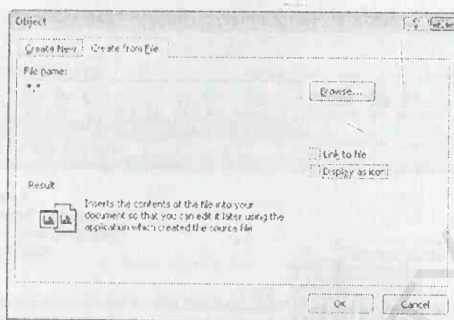 Object
Create New
Create from File
File name:
*.*
Browse...
Link to file
Display as icon
Result
Inserts the contents of the file into your
document so that you can edit it later using the
application which created the source file
OK
Cancel